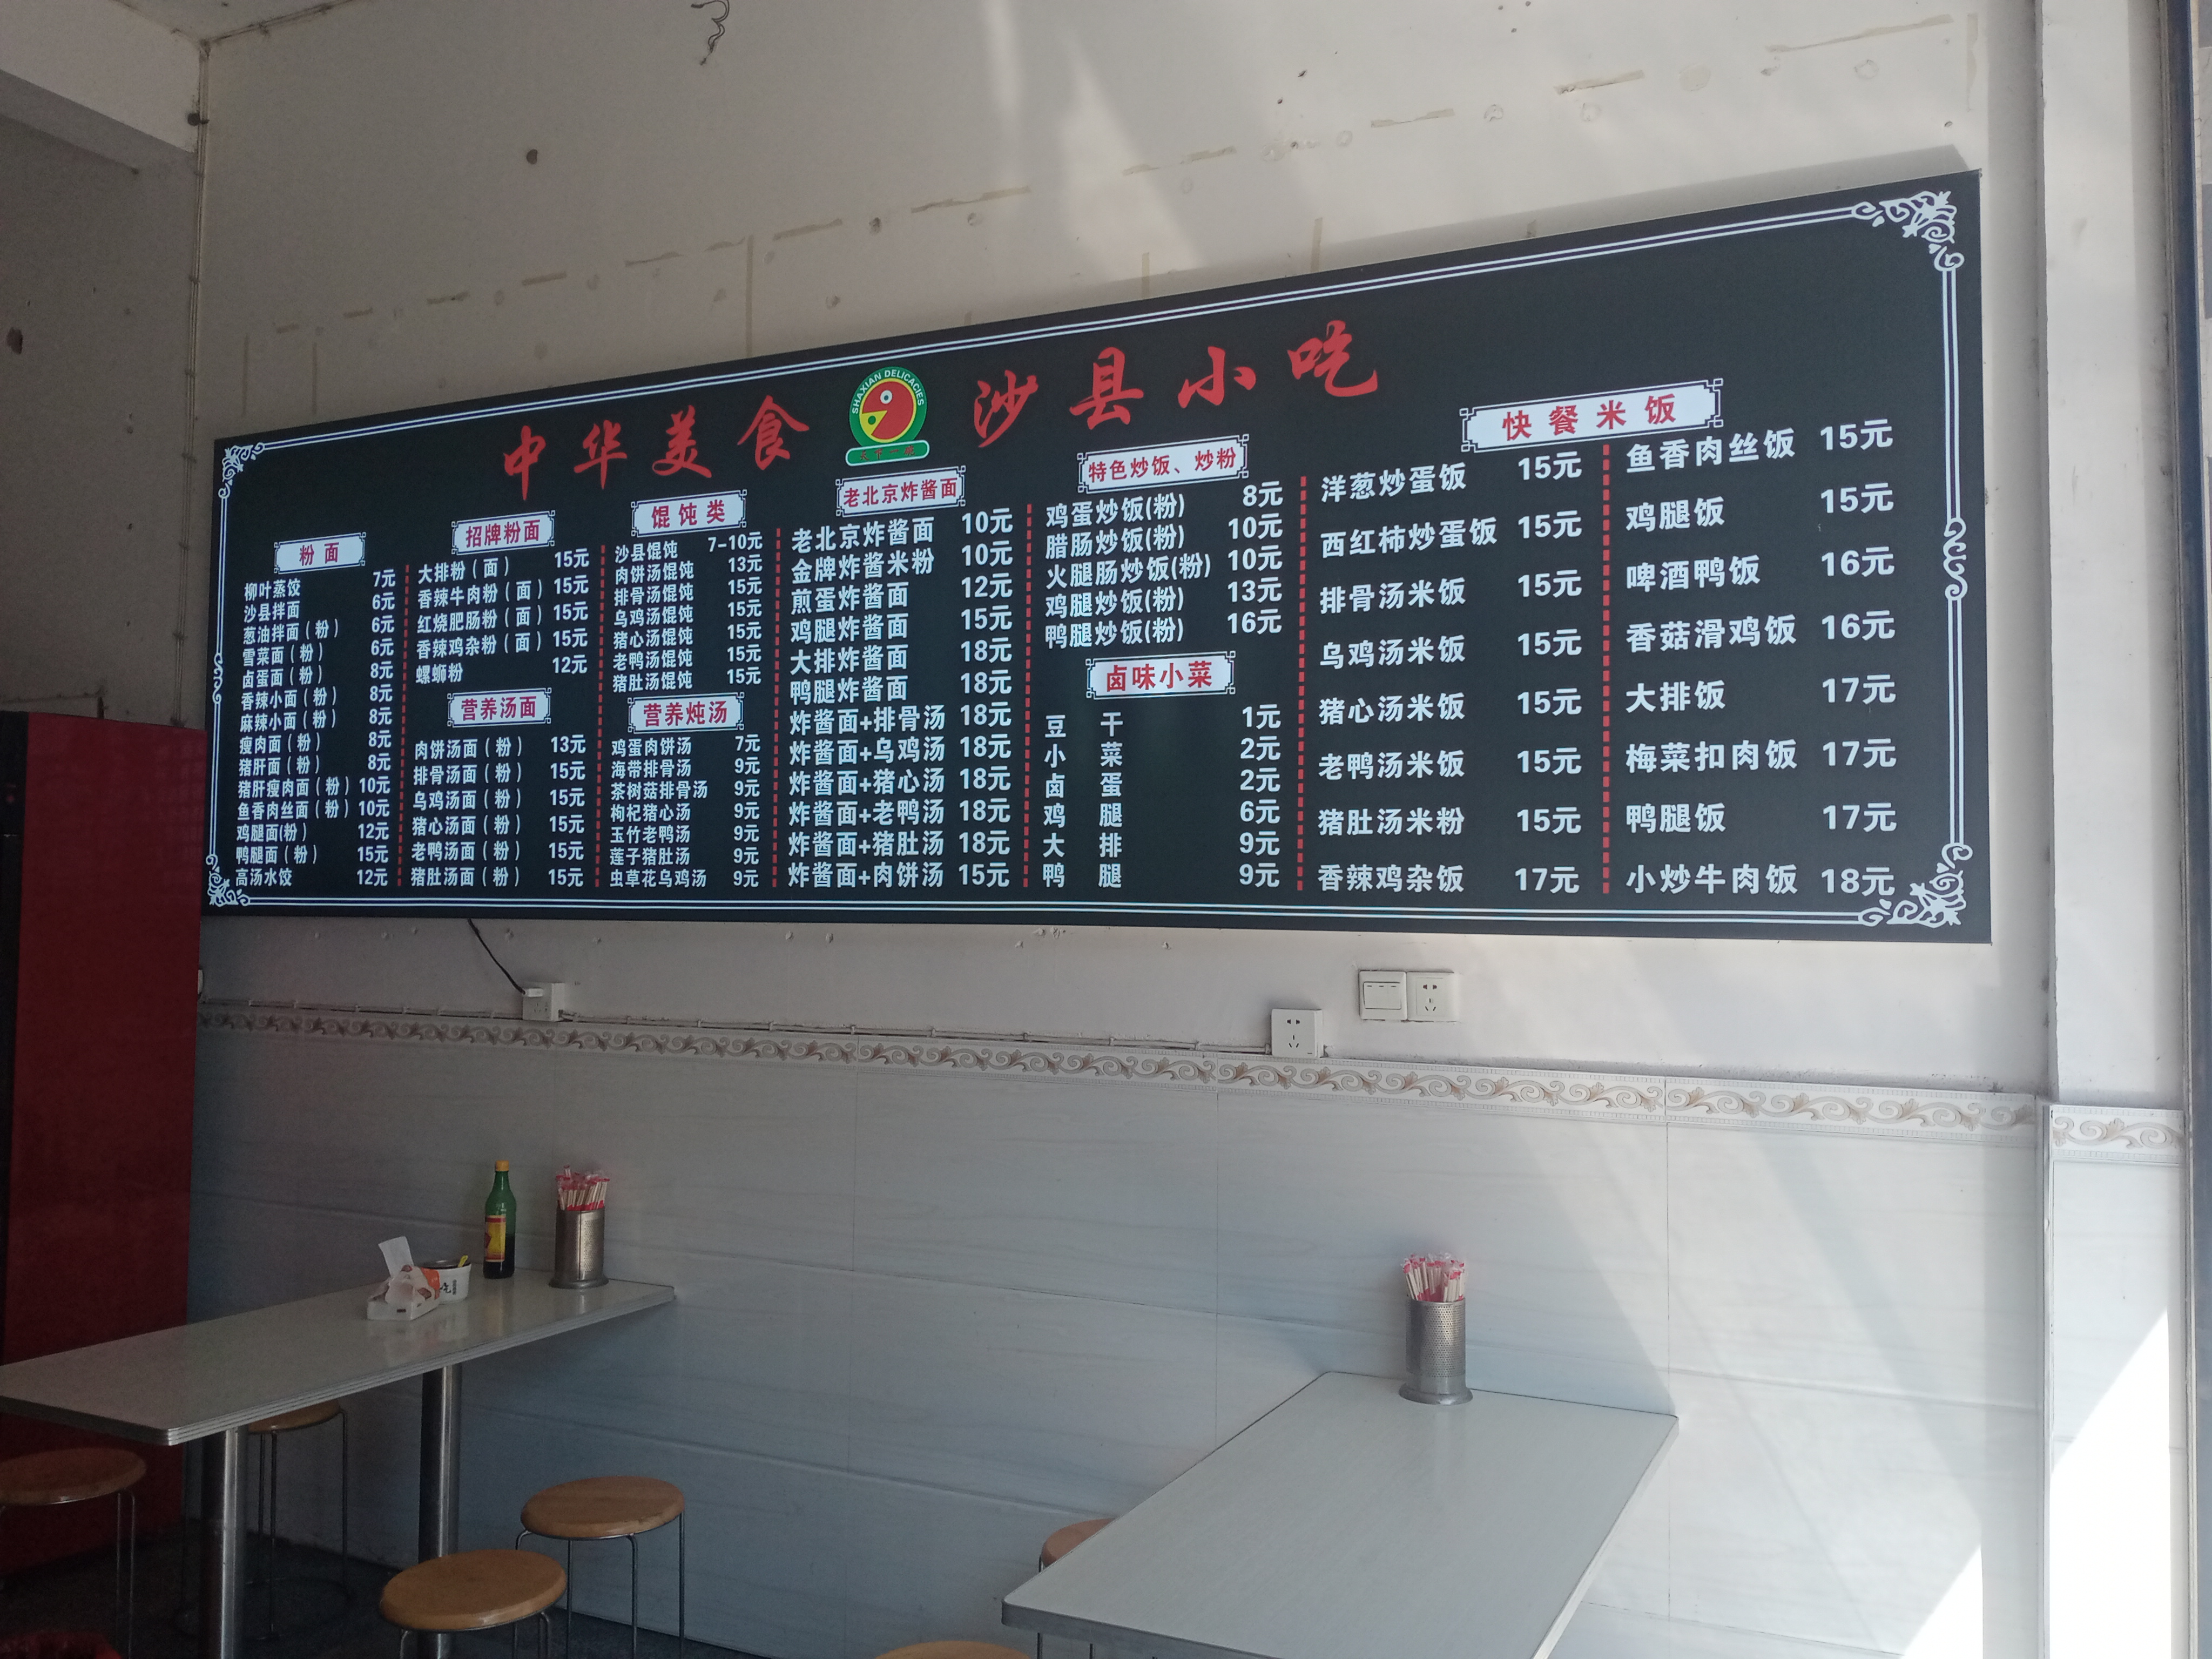 中华美食
SHAXIAN DELICACIES
沙县小吃
粉面
柳叶蒸饺 7元
沙县拌面 6元
葱油拌面(粉) 6元
雪菜面(粉) 6元
卤蛋面(粉) 8元
香辣小面(粉) 8元
麻辣小面(粉) 8元
瘦肉面(粉) 8元
猪肝面(粉) 8元
猪肝瘦肉面(粉) 10元
鱼香肉丝面(粉) 10元
鸡腿面(粉) 12元
鸭腿面(粉) 15元
高汤水饺 12元
招牌粉面
大排粉(面) 15元
香辣牛肉粉(面) 15元
红烧肥肠粉(面) 15元
香辣鸡杂粉(面) 15元
螺蛳粉 12元
营养汤面
肉饼汤面(粉) 13元
排骨汤面(粉) 15元
乌鸡汤面(粉) 15元
猪心汤面(粉) 15元
老鸭汤面(粉) 15元
猪肚汤面(粉) 15元
馄饨类
沙县馄饨 7-10元
肉饼汤馄饨 13元
排骨汤馄饨 15元
乌鸡汤馄饨 15元
猪心汤馄饨 15元
老鸭汤馄饨 15元
猪肚汤馄饨 15元
营养炖汤
鸡蛋肉饼汤 7元
海带排骨汤 9元
茶树菇排骨汤 9元
枸杞猪心汤 9元
玉竹老鸭汤 9元
莲子猪肚汤 9元
虫草花乌鸡汤 9元
老北京炸酱面
老北京炸酱面 10元
金牌炸酱米粉 10元
煎蛋炸酱面 12元
鸡腿炸酱面 15元
大排炸酱面 18元
鸭腿炸酱面 18元
炸酱面+排骨汤 18元
炸酱面+乌鸡汤 18元
炸酱面+猪心汤 18元
炸酱面+老鸭汤 18元
炸酱面+猪肚汤 18元
炸酱面+肉饼汤 15元
特色炒饭、炒粉
鸡蛋炒饭(粉) 8元
腊肠炒饭(粉) 10元
火腿肠炒饭(粉) 10元
鸡腿炒饭(粉) 13元
鸭腿炒饭(粉) 16元
卤味小菜
豆干 1元
小菜 2元
卤蛋 2元
鸡腿 6元
大排 9元
鸭腿 9元
快餐米饭
洋葱炒蛋饭 15元
西红柿炒蛋饭 15元
排骨汤米饭 15元
乌鸡汤米饭 15元
猪心汤米饭 15元
老鸭汤米饭 15元
猪肚汤米粉 15元
香辣鸡杂饭 17元
鱼香肉丝饭 15元
鸡腿饭 15元
啤酒鸭饭 16元
香菇滑鸡饭 16元
大排饭 17元
梅菜扣肉饭 17元
鸭腿饭 17元
小炒牛肉饭 18元